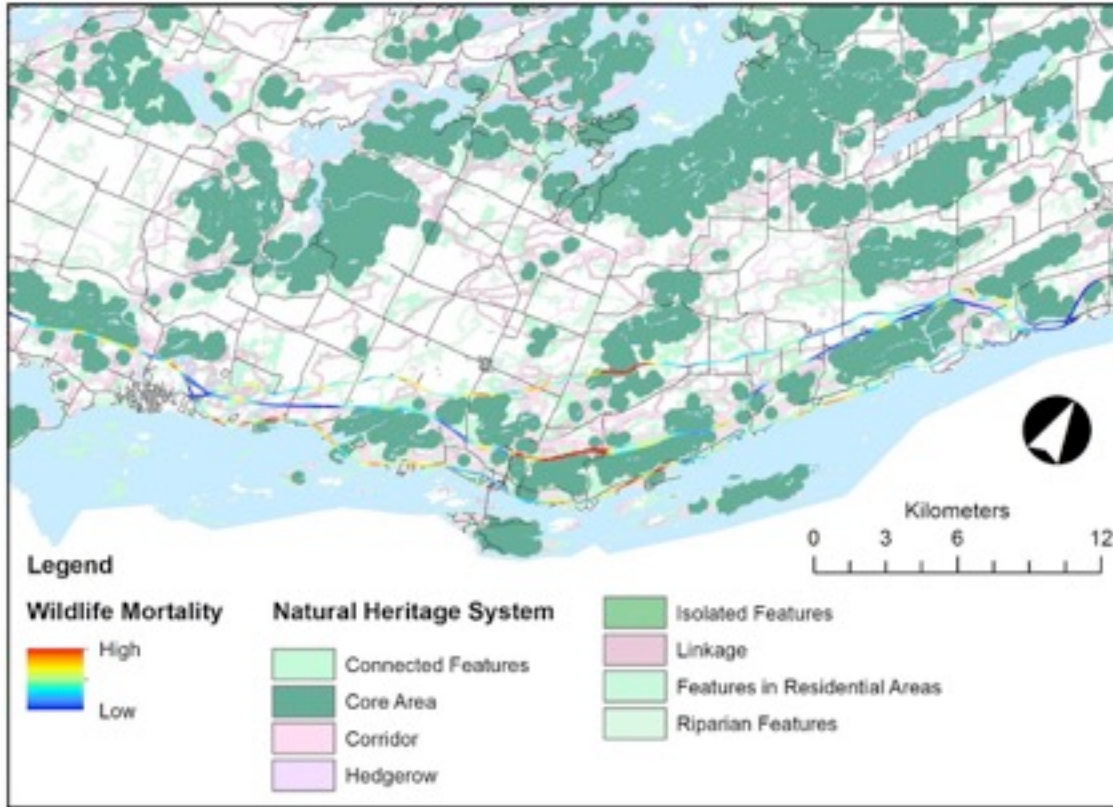 Kilometers
0 3 6 12
Legend
Wildlife Mortality
High
Low
Natural Heritage System
Connected Features
Core Area
Corridor
Hedgerow
Isolated Features
Linkage
Features in Residential Areas
Riparian Features